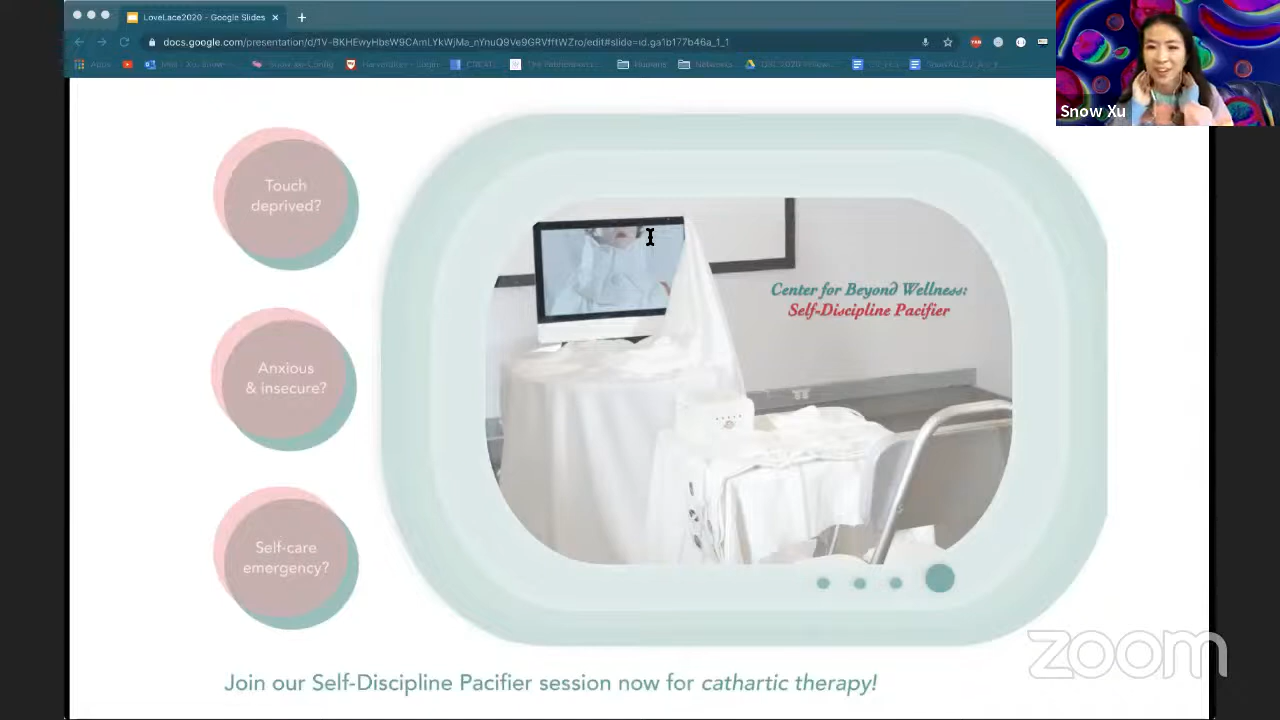 LoveLace2020 - Google Slides
docs.google.com/presentation/d/1V-BKHEwyHbsW9CAmLYkWjMa_nYnuQ9Ve9GRVfftWZro/edit#slide=id.ga1b177b46a_1_1
Apps
Snow Xu
Touch
deprived?
Center for Beyond Wellness:
Self-Discipline Pacifier
Anxious
& insecure?
Self-care
emergency?
zoom
Join our Self-Discipline Pacifier session now for cathartic therapy!